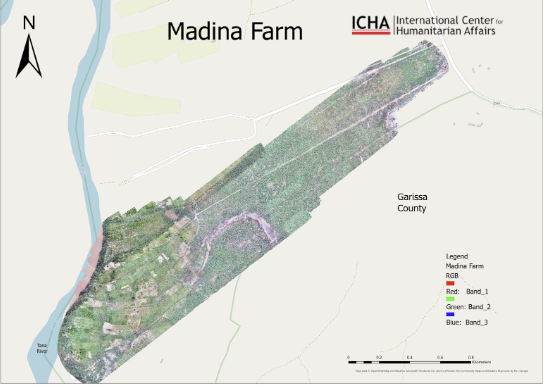 N
Madina Farm
ICHA International Center for
Humanitarian Affairs
Garissa
County
Legend
Madina Farm
RGB
Red: Band_1
Green: Band_2
Blue: Band_3
Tana
River
0 0.2 0.4 0.6 0.8
Kilometers